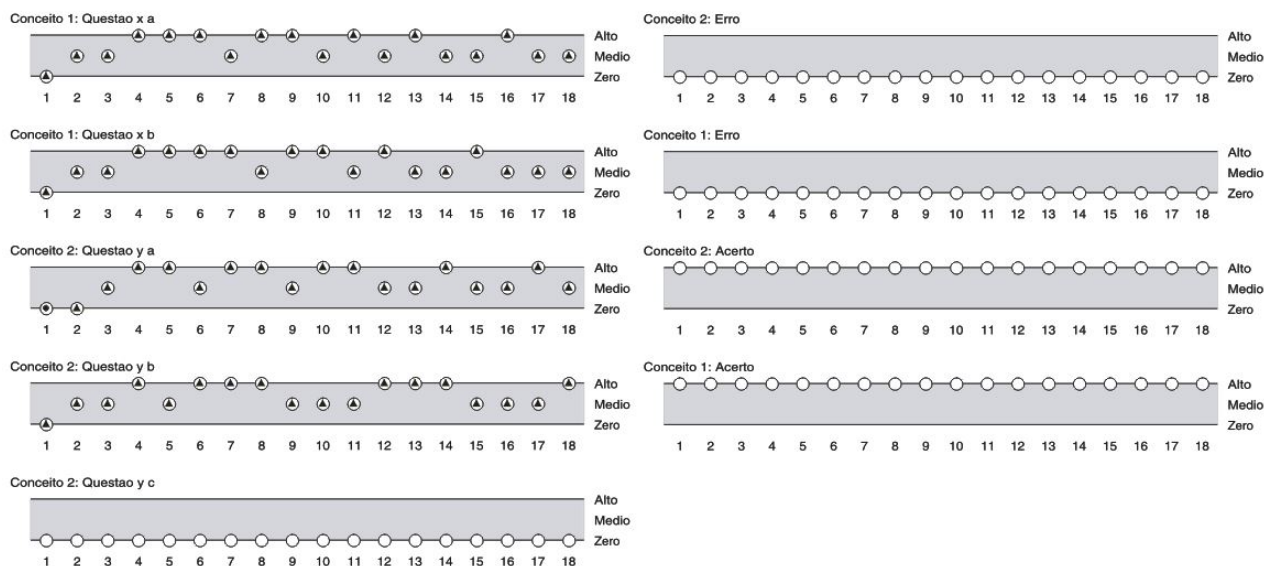 Conceito 1: Questao x a
Alto
Medio
Zero
1 2 3 4 5 6 7 8 9 10 11 12 13 14 15 16 17 18
Conceito 1: Questao x b
Alto
Medio
Zero
1 2 3 4 5 6 7 8 9 10 11 12 13 14 15 16 17 18
Conceito 2: Questao y a
Alto
Medio
Zero
1 2 3 4 5 6 7 8 9 10 11 12 13 14 15 16 17 18
Conceito 2: Questao y b
Alto
Medio
Zero
1 2 3 4 5 6 7 8 9 10 11 12 13 14 15 16 17 18
Conceito 2: Questao y c
Alto
Medio
Zero
1 2 3 4 5 6 7 8 9 10 11 12 13 14 15 16 17 18
Conceito 2: Erro
Alto
Medio
Zero
1 2 3 4 5 6 7 8 9 10 11 12 13 14 15 16 17 18
Conceito 1: Erro
Alto
Medio
Zero
1 2 3 4 5 6 7 8 9 10 11 12 13 14 15 16 17 18
Conceito 2: Acerto
Alto
Medio
Zero
1 2 3 4 5 6 7 8 9 10 11 12 13 14 15 16 17 18
Conceito 1: Acerto
Alto
Medio
Zero
1 2 3 4 5 6 7 8 9 10 11 12 13 14 15 16 17 18